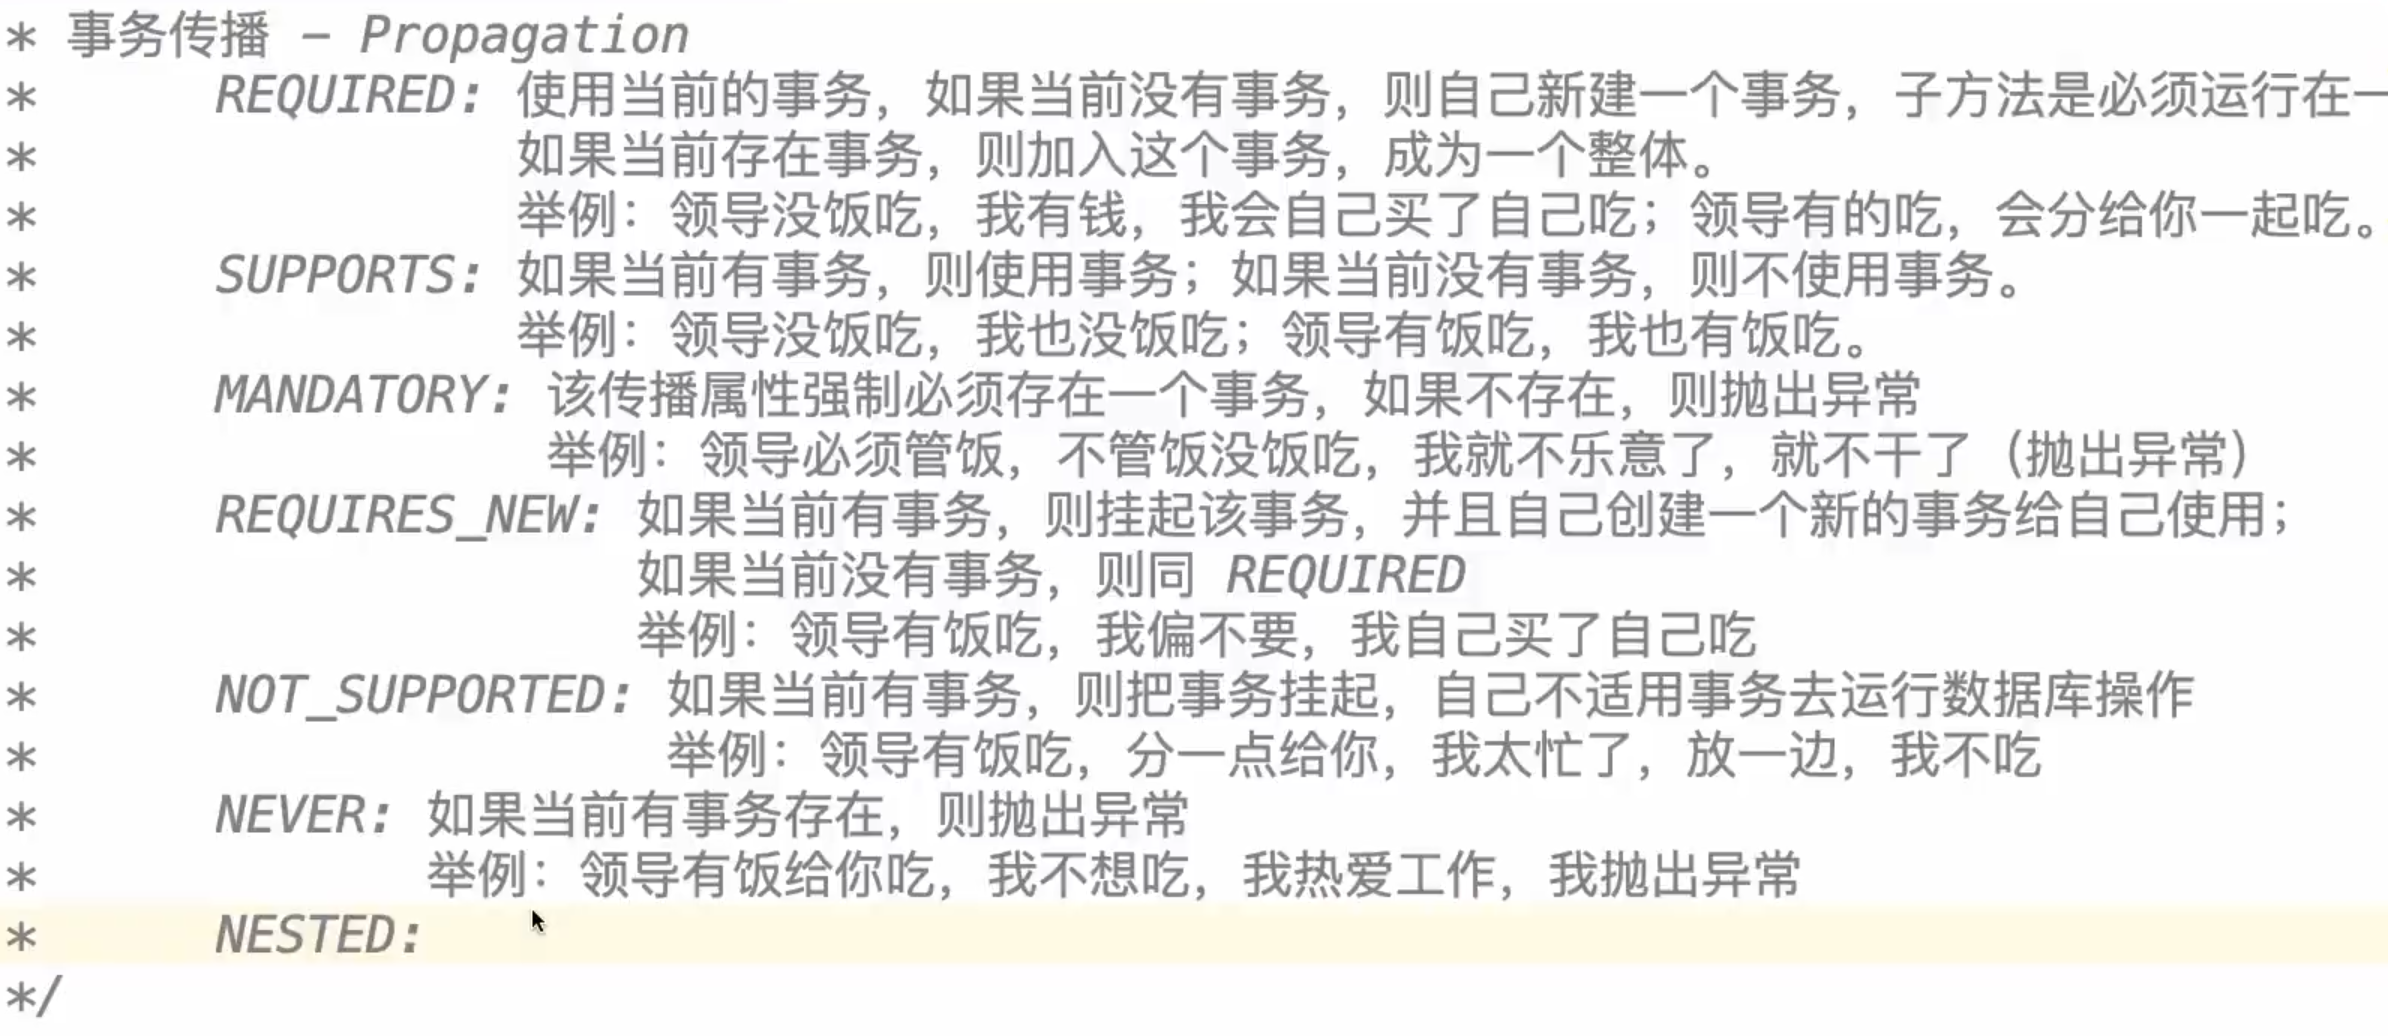 * 事务传播 - Propagation
* REQUIRED: 使用当前的事务，如果当前没有事务，则自己新建一个事务，子方法是必须运行在一
* 如果当前存在事务，则加入这个事务，成为一个整体。
* 举例：领导没饭吃，我有钱，我会自己买了自己吃；领导有的吃，会分给你一起吃。
* SUPPORTS: 如果当前有事务，则使用事务；如果当前没有事务，则不使用事务。
* 举例：领导没饭吃，我也没饭吃；领导有饭吃，我也有饭吃。
* MANDATORY: 该传播属性强制必须存在一个事务，如果不存在，则抛出异常
* 举例：领导必须管饭，不管饭没饭吃，我就不乐意了，就不干了（抛出异常）
* REQUIRES_NEW: 如果当前有事务，则挂起该事务，并且自己创建一个新的事务给自己使用；
* 如果当前没有事务，则同 REQUIRED
* 举例：领导有饭吃，我偏不要，我自己买了自己吃
* NOT_SUPPORTED: 如果当前有事务，则把事务挂起，自己不适用事务去运行数据库操作
* 举例：领导有饭吃，分一点给你，我太忙了，放一边，我不吃
* NEVER: 如果当前有事务存在，则抛出异常
* 举例：领导有饭给你吃，我不想吃，我热爱工作，我抛出异常
* NESTED:
*/